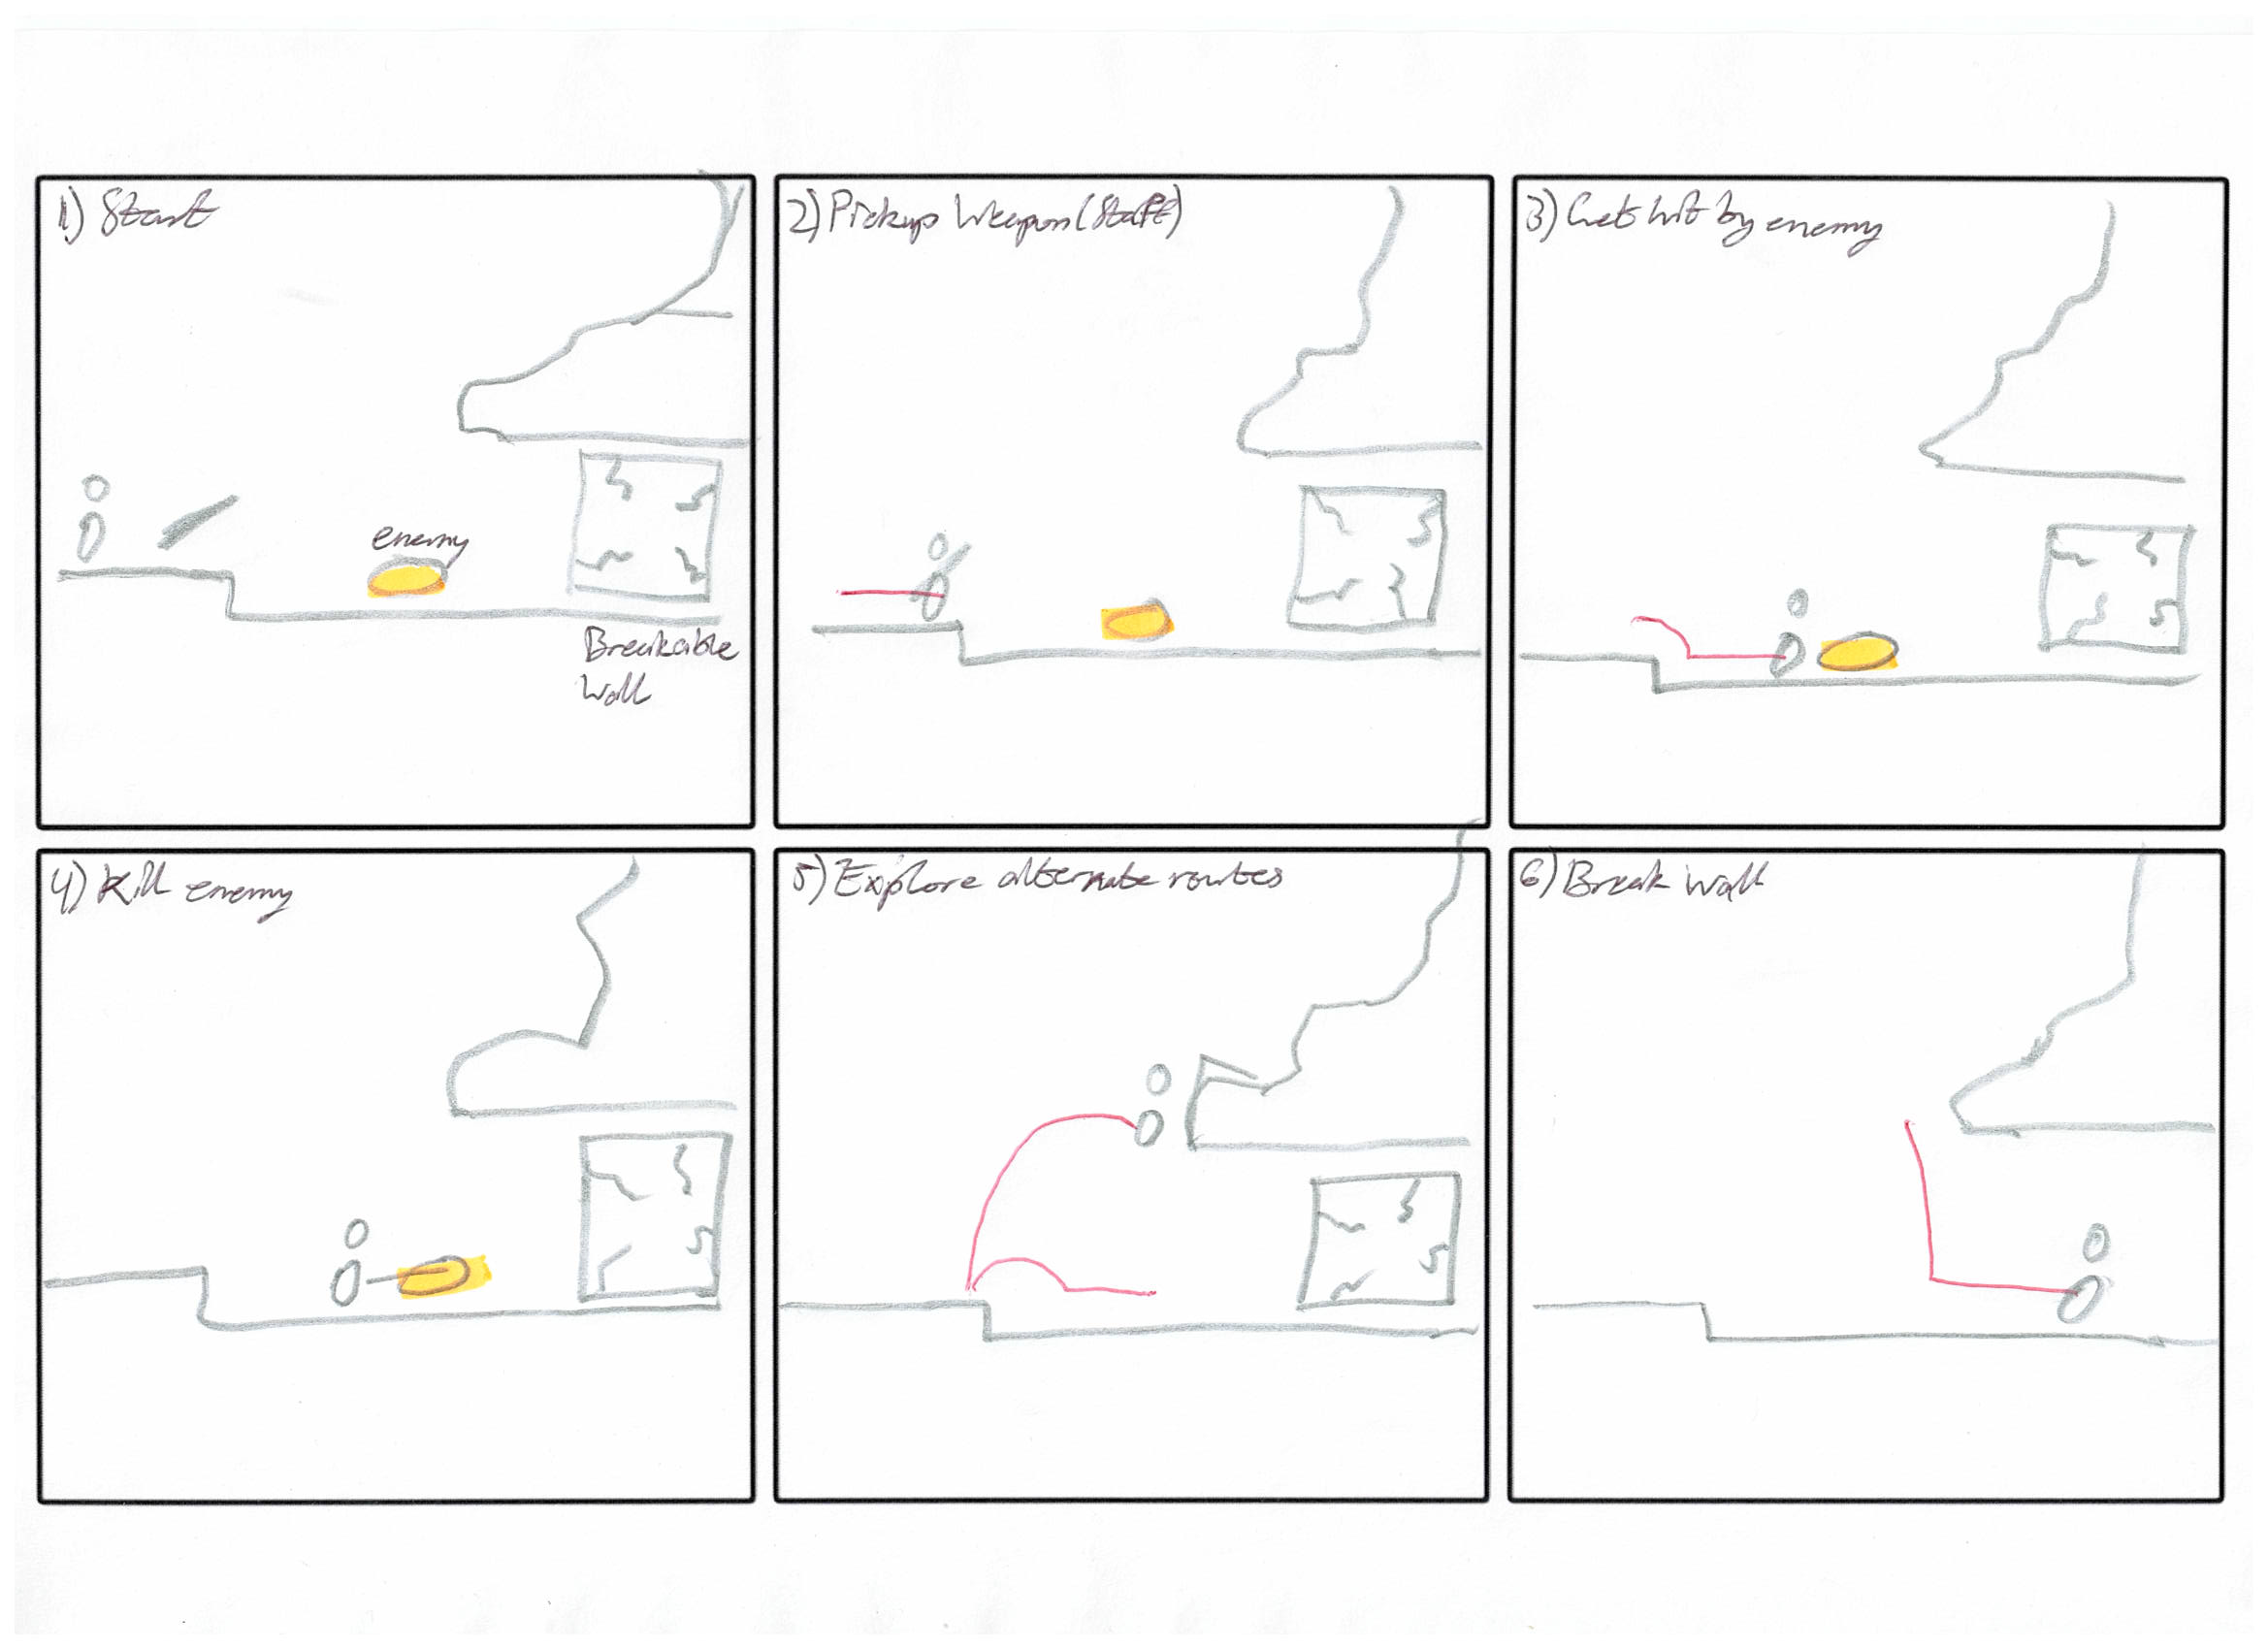 1) Start
enemy
Breakable
Wall
2) Pickup Weapon (Staff)
3) Gets hit by enemy
4) Kill enemy
5) Explore alternate routes
6) Break wall